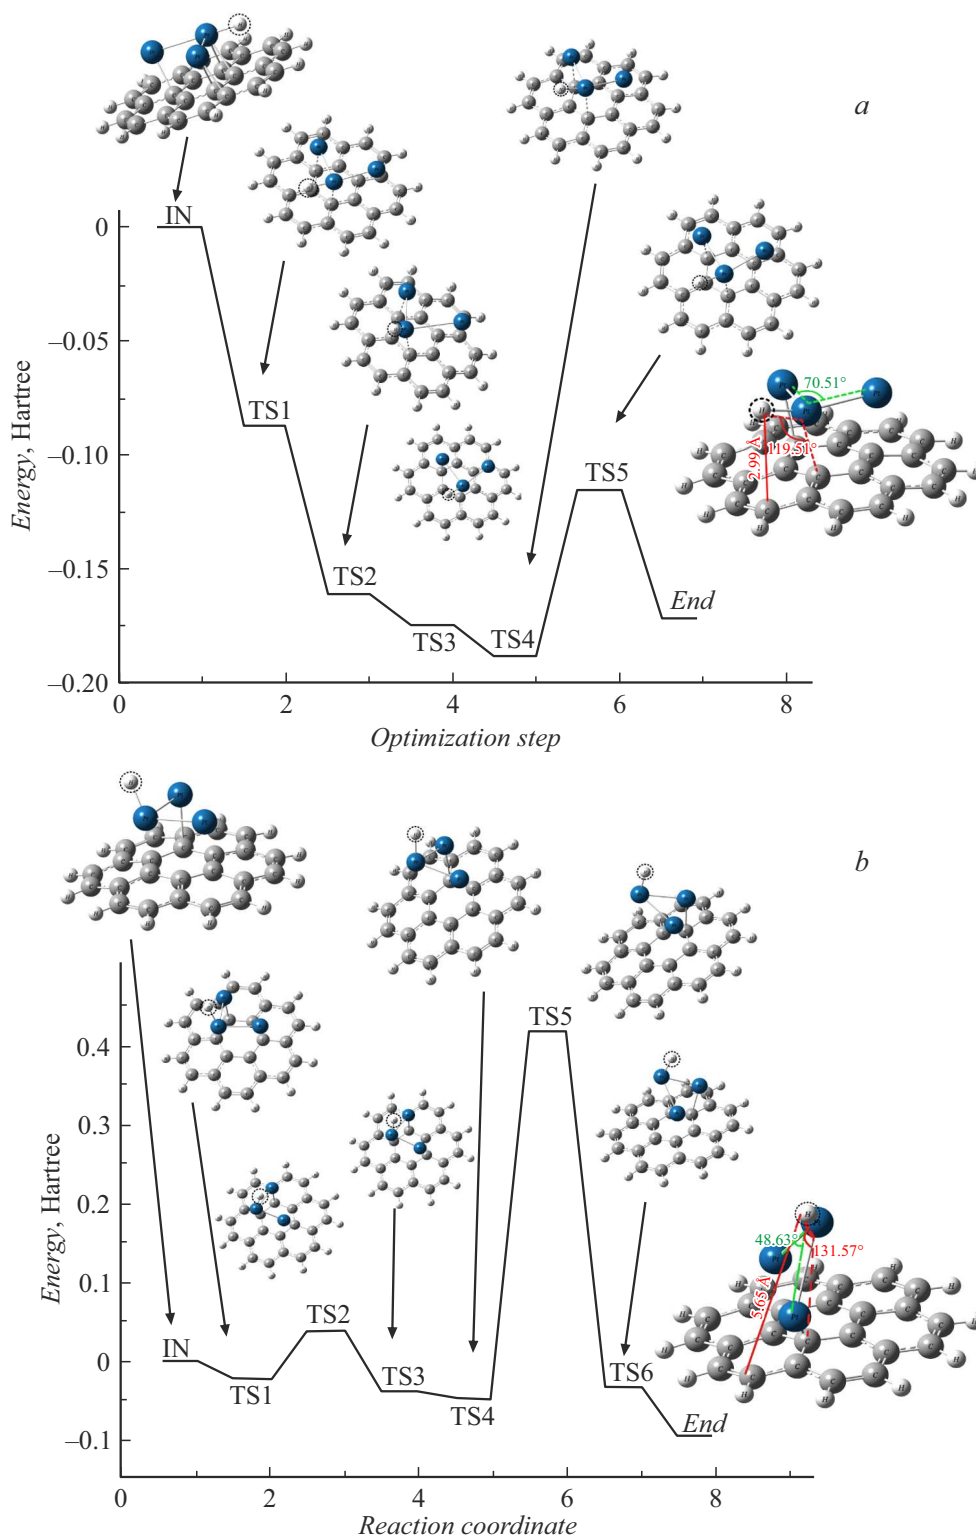 a
IN
0
–0.05
70.51°
TS1
2.99 Å
119.51°
–0.10
TS5
Energy, Hartree
–0.15
TS2
End
TS3
TS4
–0.20
0
2
4
6
8
Optimization step
b
TS5
0.4
0.3
Energy, Hartree
0.2
48.63°
131.57°
5.65 Å
0.1
TS2
IN
0
TS1
TS3
TS4
TS6
End
–0.1
0
2
4
6
8
Reaction coordinate